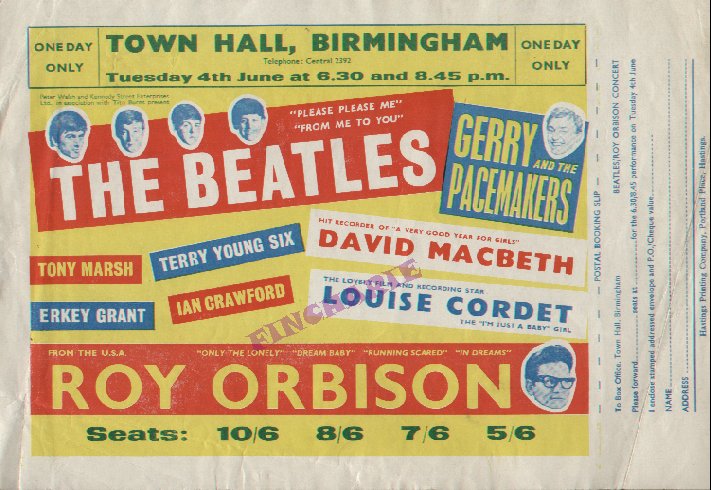 ONE DAY ONLY
TOWN HALL, BIRMINGHAM
Telephone: Central 2392
Tuesday 4th June at 6.30 and 8.45 p.m.
ONE DAY ONLY
Peter Walsh and Kennedy Street Enterprises
Ltd. in association with Tito Burns present
"PLEASE PLEASE ME"
"FROM ME TO YOU"
THE BEATLES
GERRY
AND THE
PACEMAKERS
HIT RECORDER OF "A VERY GOOD YEAR FOR GIRLS"
DAVID MACBETH
TERRY YOUNG SIX
TONY MARSH
THE LOVELY FILM AND RECORDING STAR
LOUISE CORDET
THE "I'M JUST A BABY" GIRL
IAN CRAWFORD
ERKEY GRANT
FINCHARIE
FROM THE U.S.A.
"ONLY THE LONELY" "DREAM BABY" "RUNNING SCARED" "IN DREAMS"
ROY ORBISON
Seats: 10/6 8/6 7/6 5/6
POSTAL BOOKING SLIP
BEATLES/ROY ORBISON CONCERT
To Box Office, Town Hall, Birmingham
Please forward seats at for the 6.30/8.45 performance on Tuesday 4th June
I enclose stamped addressed envelope and P.O./Cheque value
NAME
ADDRESS
Hastings Printing Company, Portland Place, Hastings.